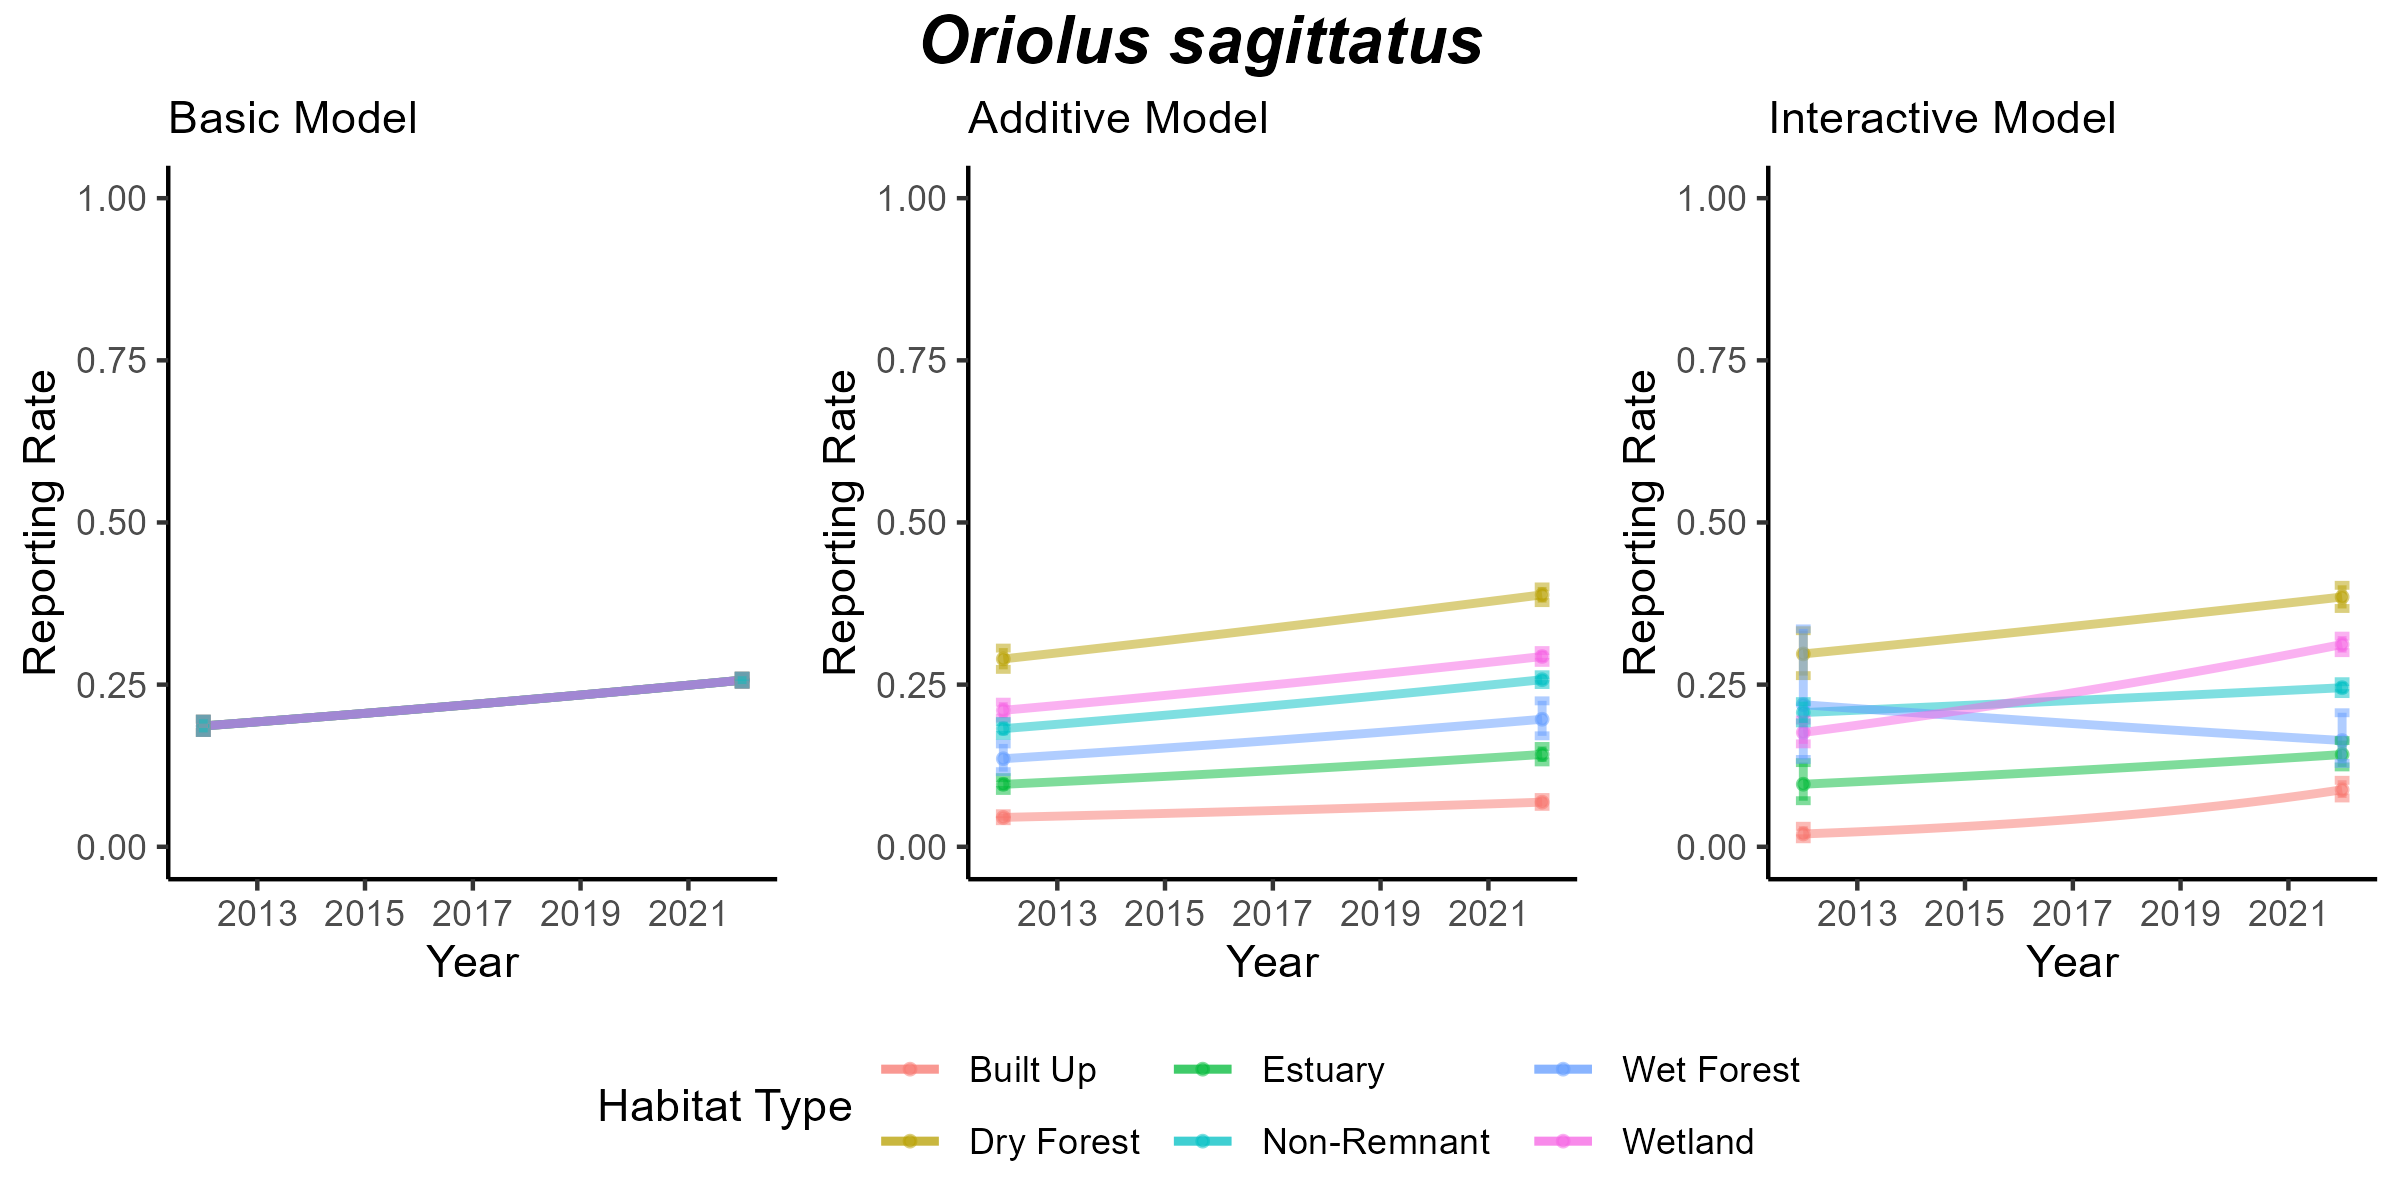 Oriolus sagittatus
Basic Model
Additive Model
Interactive Model
Reporting Rate
1.00
0.75
0.50
0.25
0.00
2013 2015 2017 2019 2021
Year
Reporting Rate
1.00
0.75
0.50
0.25
0.00
2013 2015 2017 2019 2021
Year
Reporting Rate
1.00
0.75
0.50
0.25
0.00
2013 2015 2017 2019 2021
Year
Habitat Type
Built Up
Estuary
Wet Forest
Dry Forest
Non-Remnant
Wetland